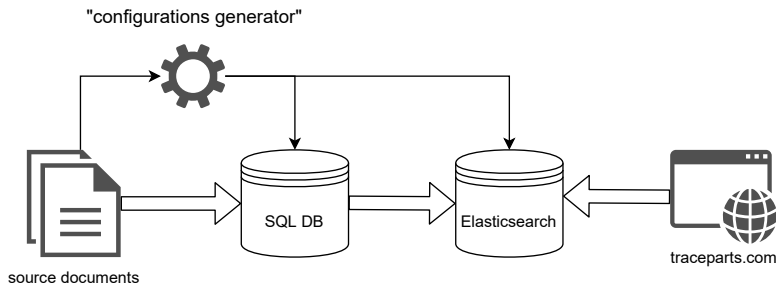 "configurations generator"
SQL DB
Elasticsearch
traceparts.com
source documents